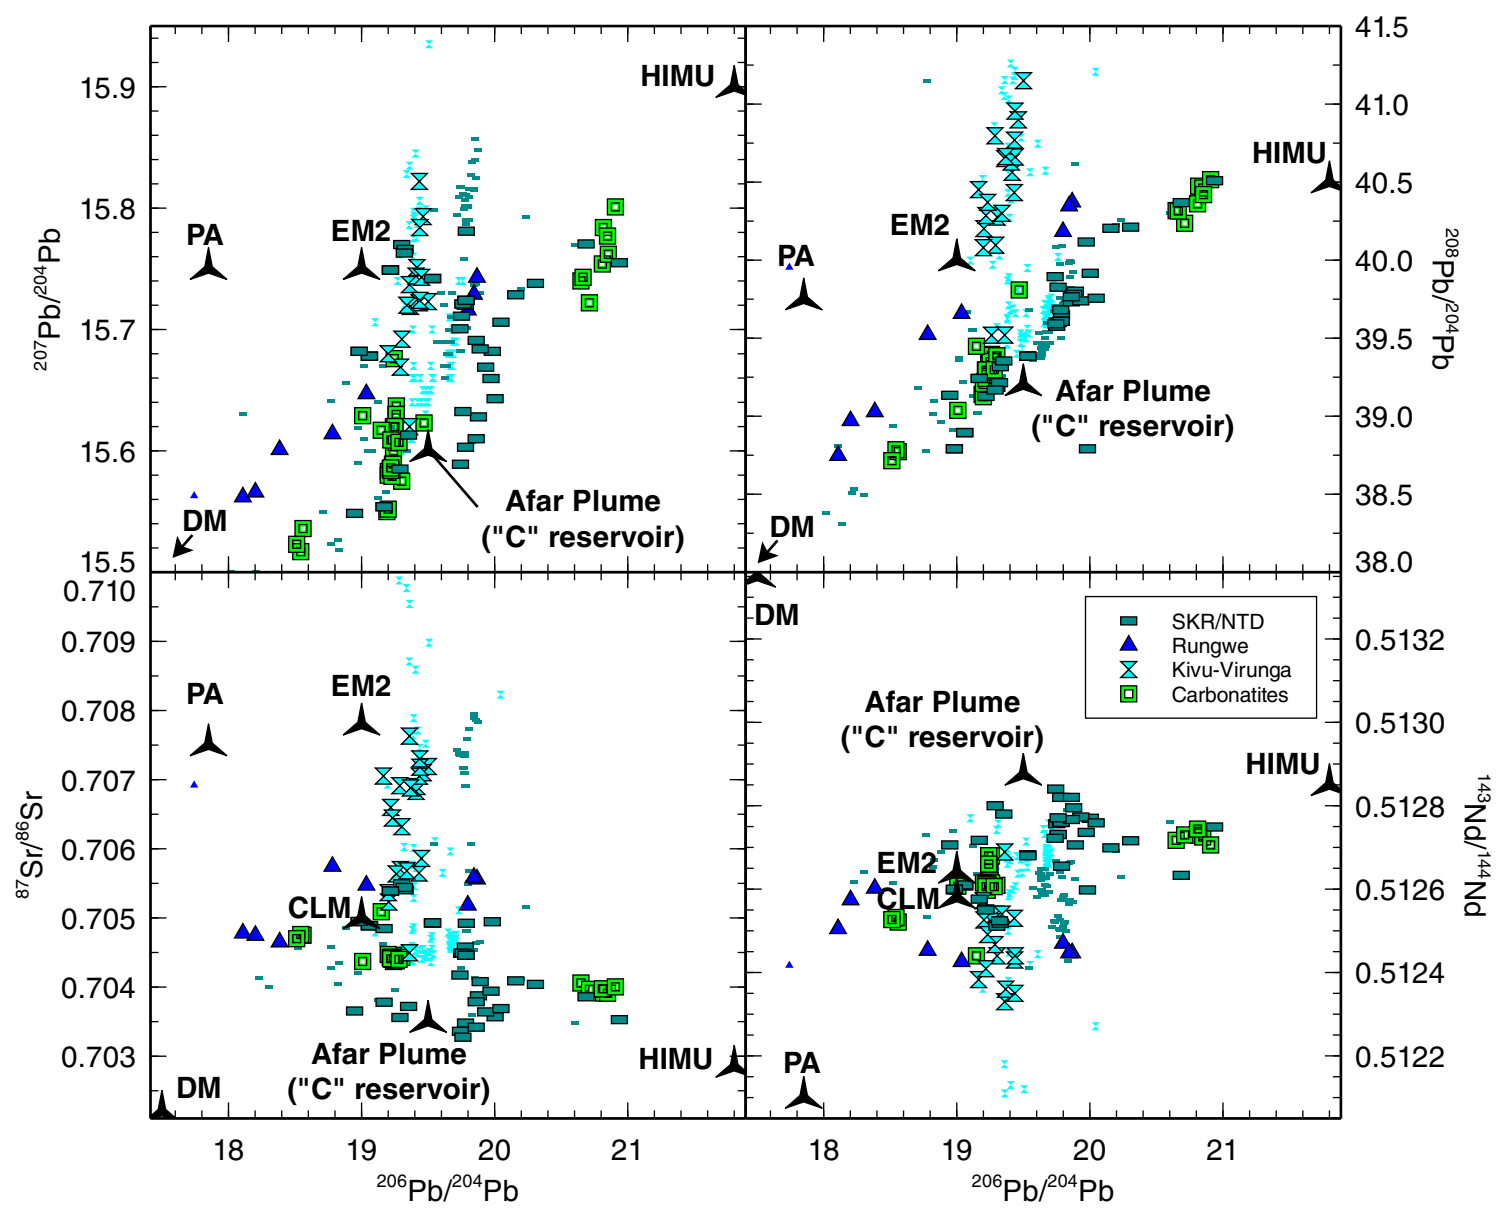 41.5
15.9
HIMU
41.0
HIMU
15.8
40.5
PA
EM2
EM2
207Pb/204Pb
PA
40.0
208Pb/204Pb
15.7
39.5
Afar Plume
("C" reservoir)
39.0
15.6
Afar Plume
("C" reservoir)
38.5
DM
DM
15.5
38.0
0.710
DM
SKR/NTD
Rungwe
Kivu-Virunga
Carbonatites
0.709
0.5132
PA
EM2
Afar Plume
("C" reservoir)
0.708
0.5130
HIMU
0.707
87Sr/86Sr
0.5128
143Nd/144Nd
0.706
EM2
CLM
0.5126
CLM
0.705
0.5124
0.704
Afar Plume
("C" reservoir)
HIMU
0.703
PA
0.5122
DM
18
19
20
21
18
19
20
21
206Pb/204Pb
206Pb/204Pb